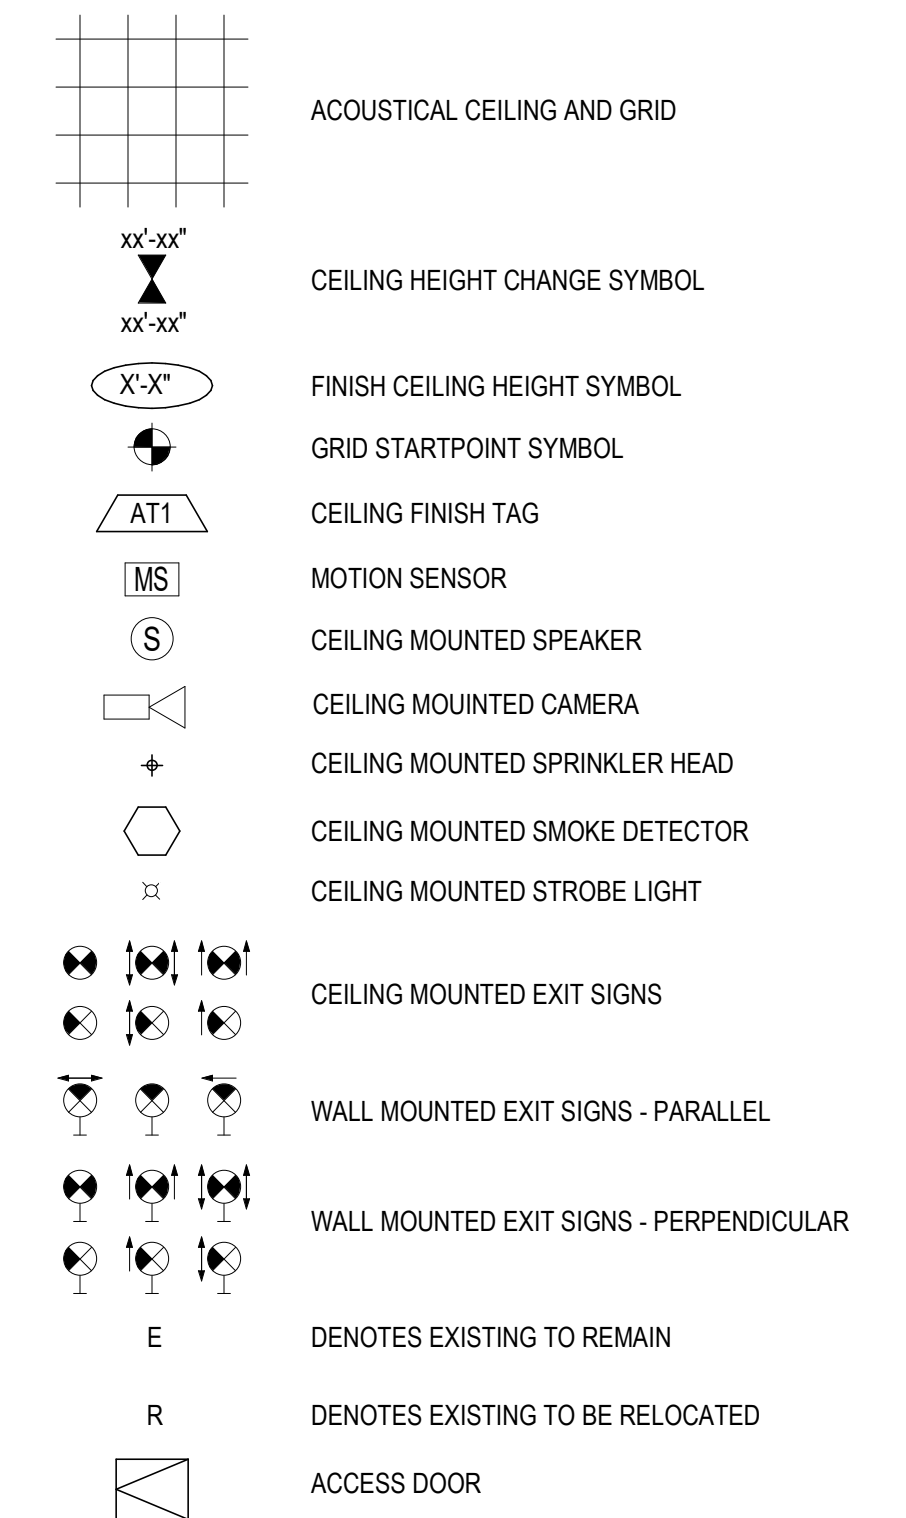 ACOUSTICAL CEILING AND GRID
xx'-xx"
CEILING HEIGHT CHANGE SYMBOL
xx'-xx"
X'-X" FINISH CEILING HEIGHT SYMBOL
GRID STARTPOINT SYMBOL
AT1 CEILING FINISH TAG
MS MOTION SENSOR
S CEILING MOUNTED SPEAKER
CEILING MOUINTED CAMERA
CEILING MOUNTED SPRINKLER HEAD
CEILING MOUNTED SMOKE DETECTOR
CEILING MOUNTED STROBE LIGHT
CEILING MOUNTED EXIT SIGNS
WALL MOUNTED EXIT SIGNS - PARALLEL
WALL MOUNTED EXIT SIGNS - PERPENDICULAR
E DENOTES EXISTING TO REMAIN
R DENOTES EXISTING TO BE RELOCATED
ACCESS DOOR